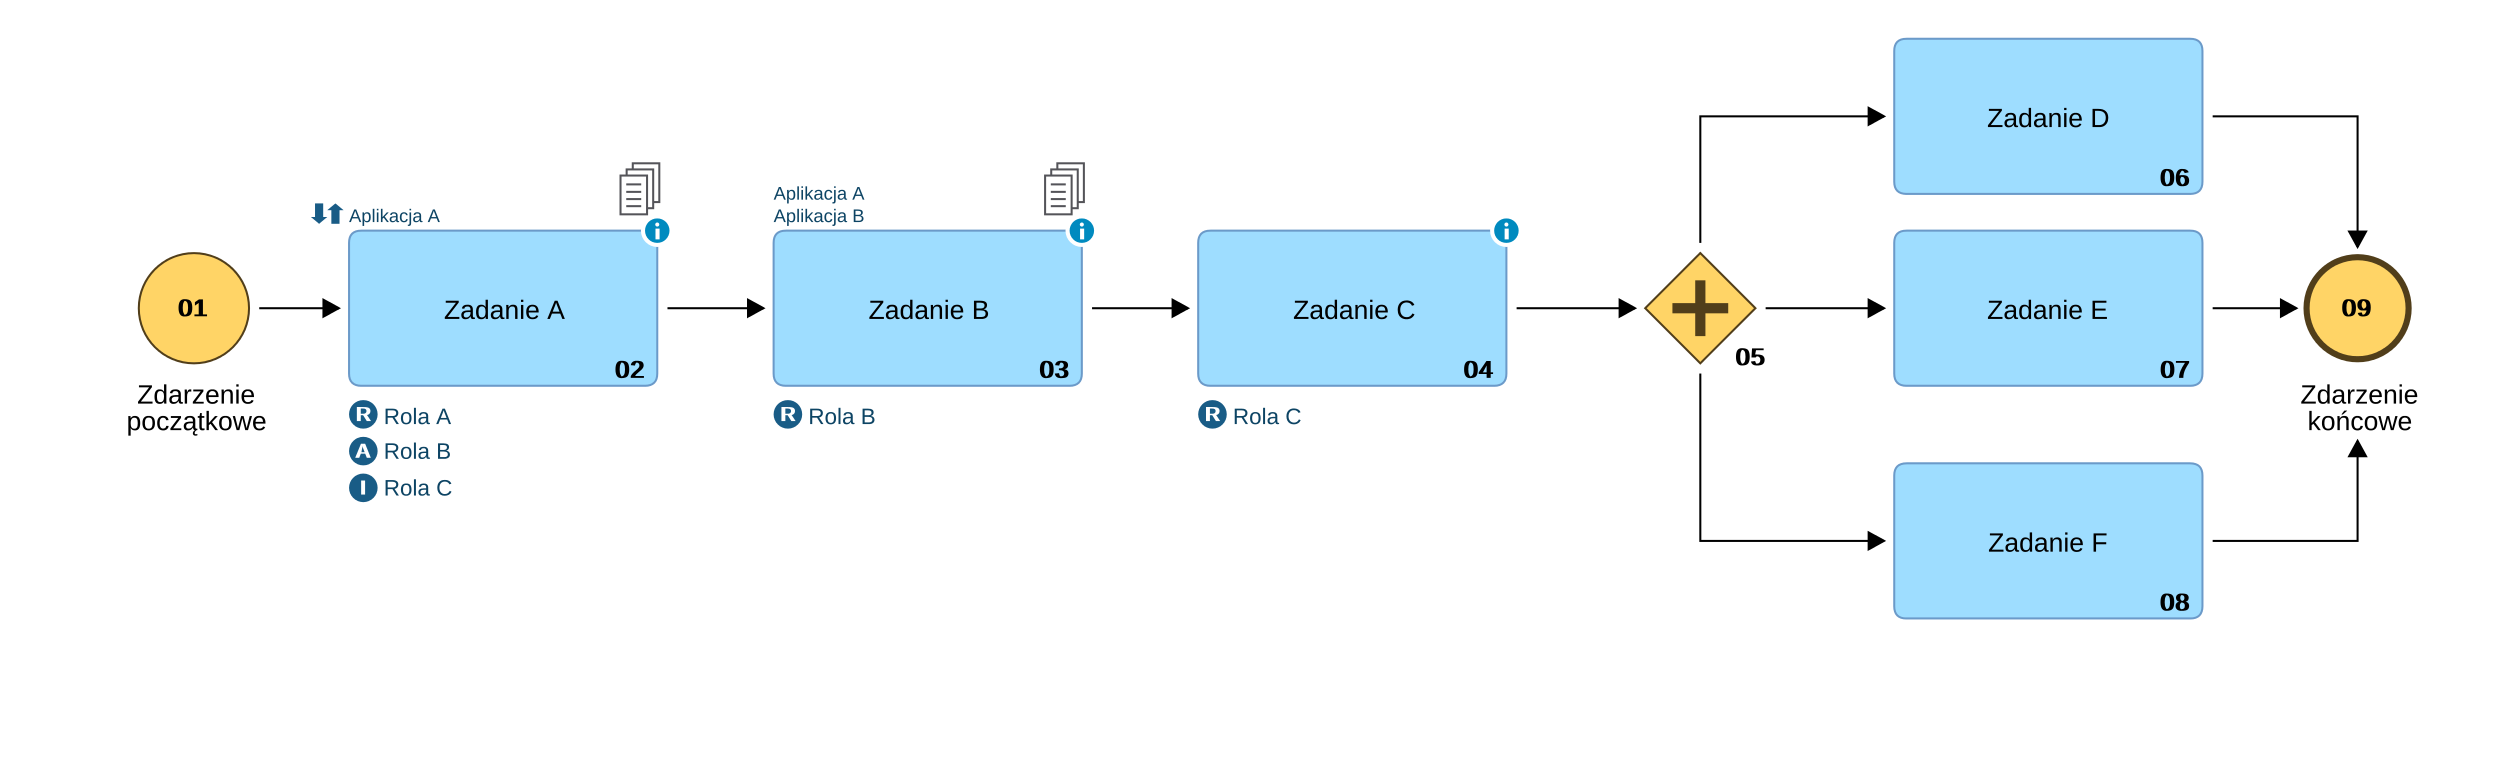 01
Zdarzenie
początkowe
Aplikacja A
Zadanie A
02
R Rola A
A Rola B
I Rola C
Aplikacja A
Aplikacja B
Zadanie B
03
R Rola B
Zadanie C
04
R Rola C
05
Zadanie D
06
Zadanie E
07
Zadanie F
08
09
Zdarzenie
końcowe